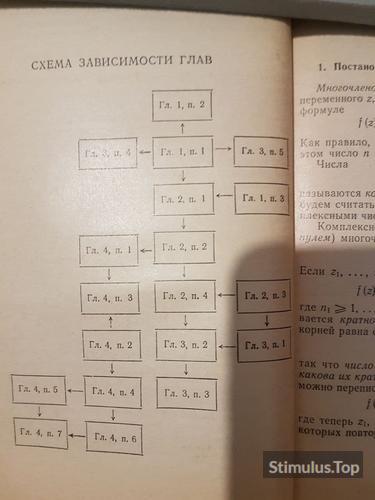 СХЕМА ЗАВИСИМОСТИ ГЛАВ
Гл. 1, п. 2
Гл. 3, п. 4
Гл. 1, п. 1
Гл. 3, п. 5
Гл. 2, п. 1
Гл. 1, п. 3
Гл. 4, п. 1
Гл. 2, п. 2
Гл. 4, п. 3
Гл. 2, п. 4
Гл. 2, п. 3
Гл. 4, п. 2
Гл. 3, п. 2
Гл. 3, п. 1
Гл. 4, п. 5
Гл. 4, п. 4
Гл. 3, п. 3
Гл. 4, п. 7
Гл. 4, п. 6
1. Постано
Многочлено
переменного z,
формуле
f (z)
Как правило,
этом число n
Числа
называются ко
будем считать
плексными чис
Комплексно
нулем) многоч
Если z₁, . . . ,
f (z)
где n₁ ⩾ 1, . . .
вается кратно
корней равна с
так что число
какова их крат
можно перепис
f (
где теперь z₁,
которых повтор
Stimulus.Top